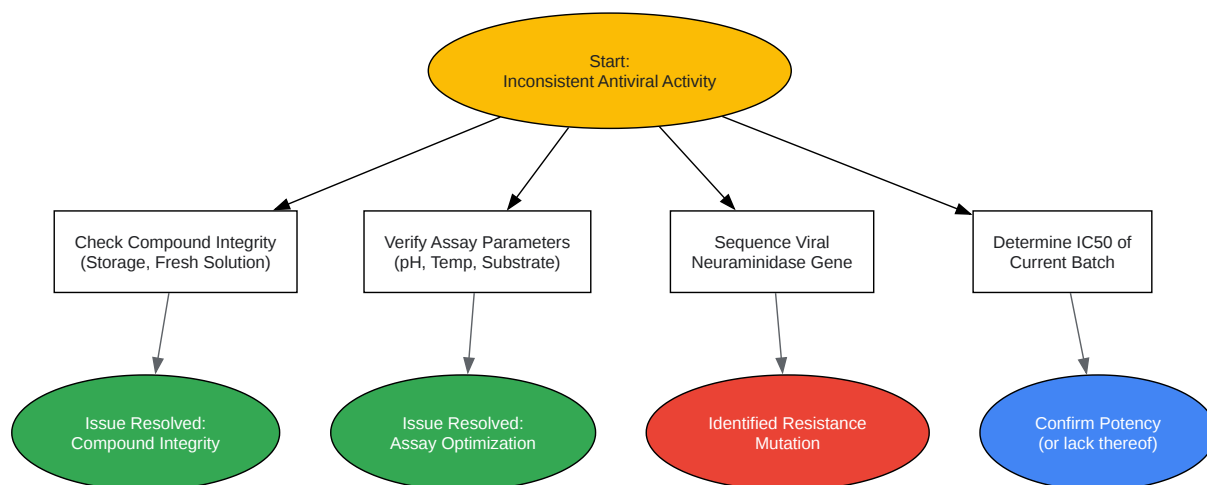 Start:
Inconsistent Antiviral Activity
Check Compound Integrity
(Storage, Fresh Solution)
Verify Assay Parameters
(pH, Temp, Substrate)
Sequence Viral
Neuraminidase Gene
Determine IC50 of
Current Batch
Issue Resolved:
Compound Integrity
Issue Resolved:
Assay Optimization
Identified Resistance
Mutation
Confirm Potency
(or lack thereof)